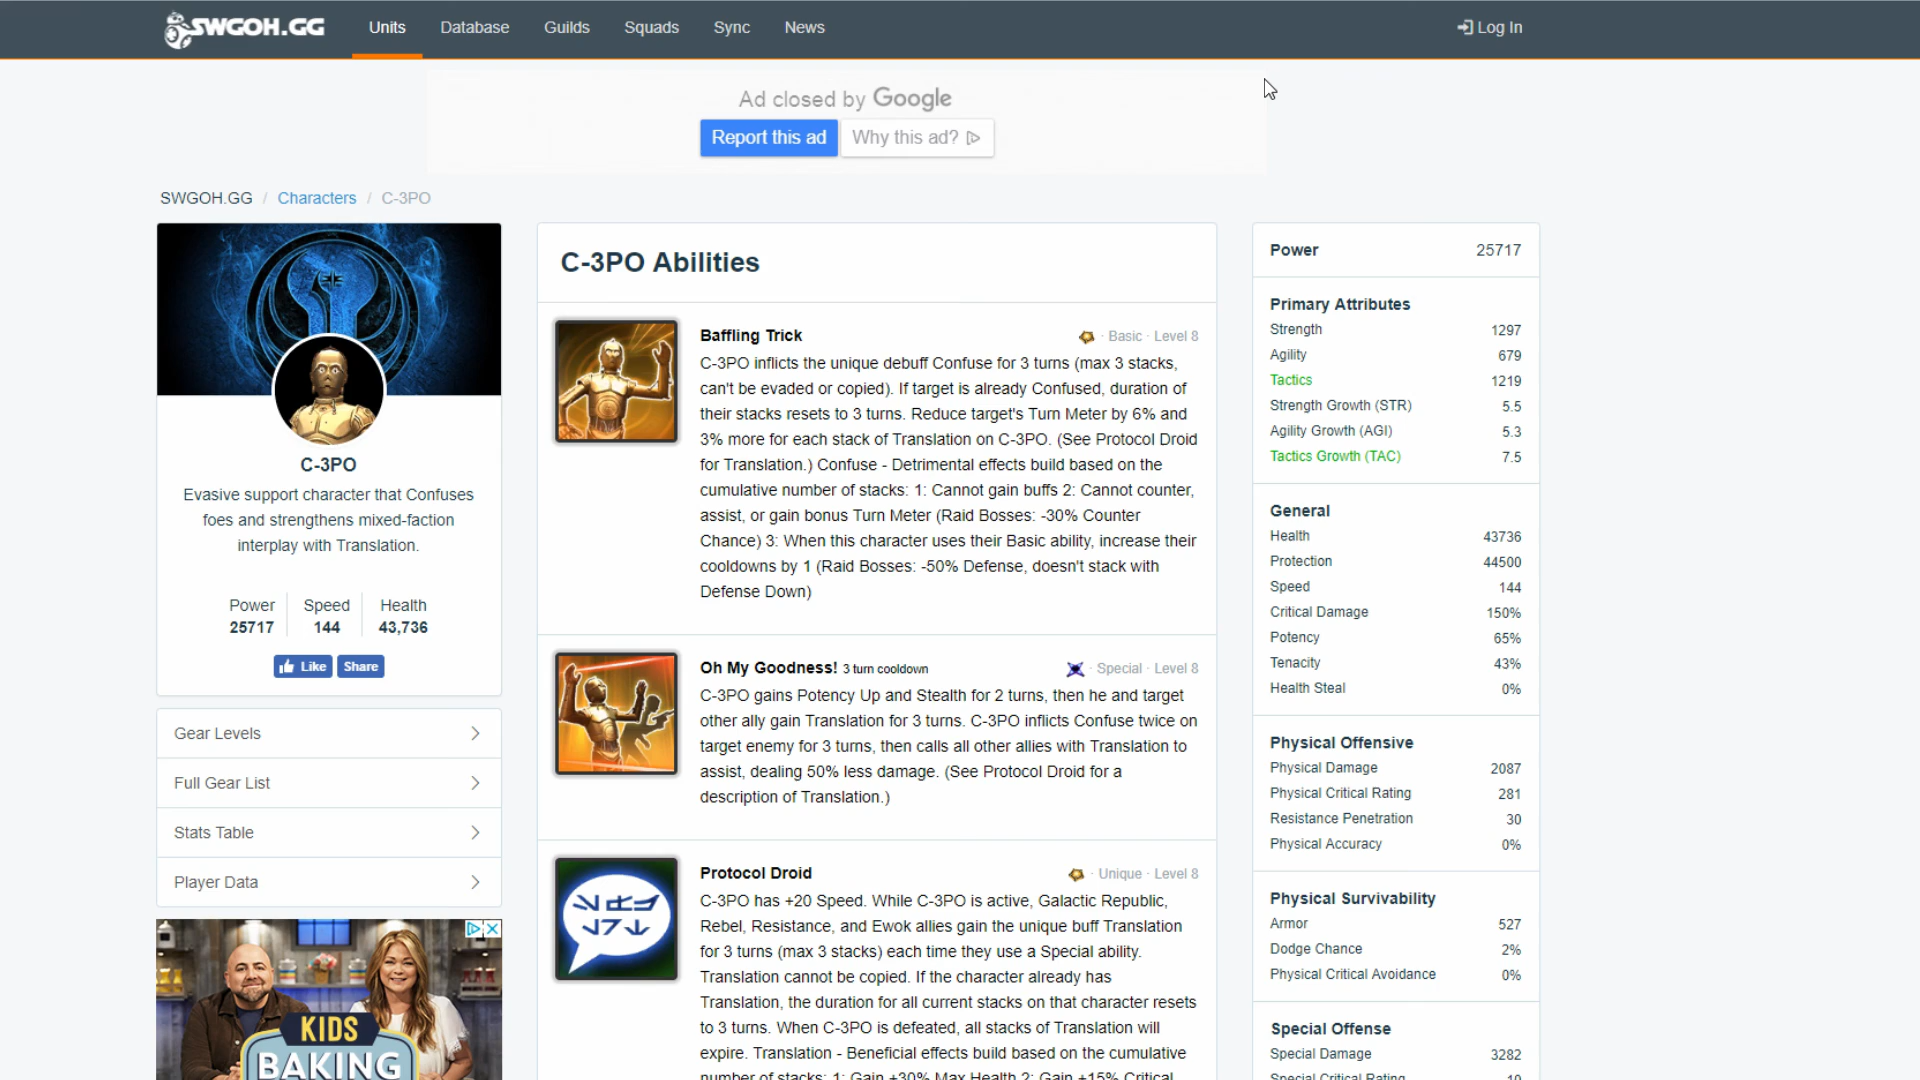 SWGOH.GG
Units
Database
Guilds
Squads
Sync
News
Log In
Ad closed by Google
Report this ad
Why this ad?
SWGOH.GG / Characters / C-3PO
C-3PO
Evasive support character that Confuses
foes and strengthens mixed-faction
interplay with Translation.
Power
25717
Speed
144
Health
43,736
Like
Share
Gear Levels
Full Gear List
Stats Table
Player Data
KIDS
BAKING
C-3PO Abilities
Baffling Trick
· Basic · Level 8
C-3PO inflicts the unique debuff Confuse for 3 turns (max 3 stacks,
can't be evaded or copied). If target is already Confused, duration of
their stacks resets to 3 turns. Reduce target's Turn Meter by 6% and
3% more for each stack of Translation on C-3PO. (See Protocol Droid
for Translation.) Confuse - Detrimental effects build based on the
cumulative number of stacks: 1: Cannot gain buffs 2: Cannot counter,
assist, or gain bonus Turn Meter (Raid Bosses: -30% Counter
Chance) 3: When this character uses their Basic ability, increase their
cooldowns by 1 (Raid Bosses: -50% Defense, doesn't stack with
Defense Down)
Oh My Goodness! 3 turn cooldown
· Special · Level 8
C-3PO gains Potency Up and Stealth for 2 turns, then he and target
other ally gain Translation for 3 turns. C-3PO inflicts Confuse twice on
target enemy for 3 turns, then calls all other allies with Translation to
assist, dealing 50% less damage. (See Protocol Droid for a
description of Translation.)
Protocol Droid
· Unique · Level 8
C-3PO has +20 Speed. While C-3PO is active, Galactic Republic,
Rebel, Resistance, and Ewok allies gain the unique buff Translation
for 3 turns (max 3 stacks) each time they use a Special ability.
Translation cannot be copied. If the character already has
Translation, the duration for all current stacks on that character resets
to 3 turns. When C-3PO is defeated, all stacks of Translation will
expire. Translation - Beneficial effects build based on the cumulative
number of stacks: 1: Gain +30% Max Health 2: Gain +15% Critical
Power 25717
Primary Attributes
Strength 1297
Agility 679
Tactics 1219
Strength Growth (STR) 5.5
Agility Growth (AGI) 5.3
Tactics Growth (TAC) 7.5
General
Health 43736
Protection 44500
Speed 144
Critical Damage 150%
Potency 65%
Tenacity 43%
Health Steal 0%
Physical Offensive
Physical Damage 2087
Physical Critical Rating 281
Resistance Penetration 30
Physical Accuracy 0%
Physical Survivability
Armor 527
Dodge Chance 2%
Physical Critical Avoidance 0%
Special Offense
Special Damage 3282
Special Critical Rating 10